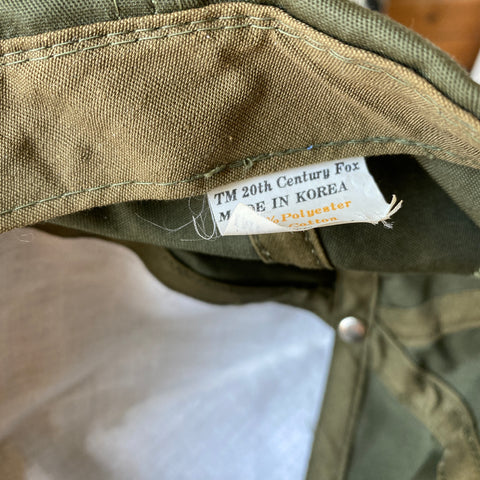 TM 20th Century Fox
MADE IN KOREA
% Polyester
Cotton